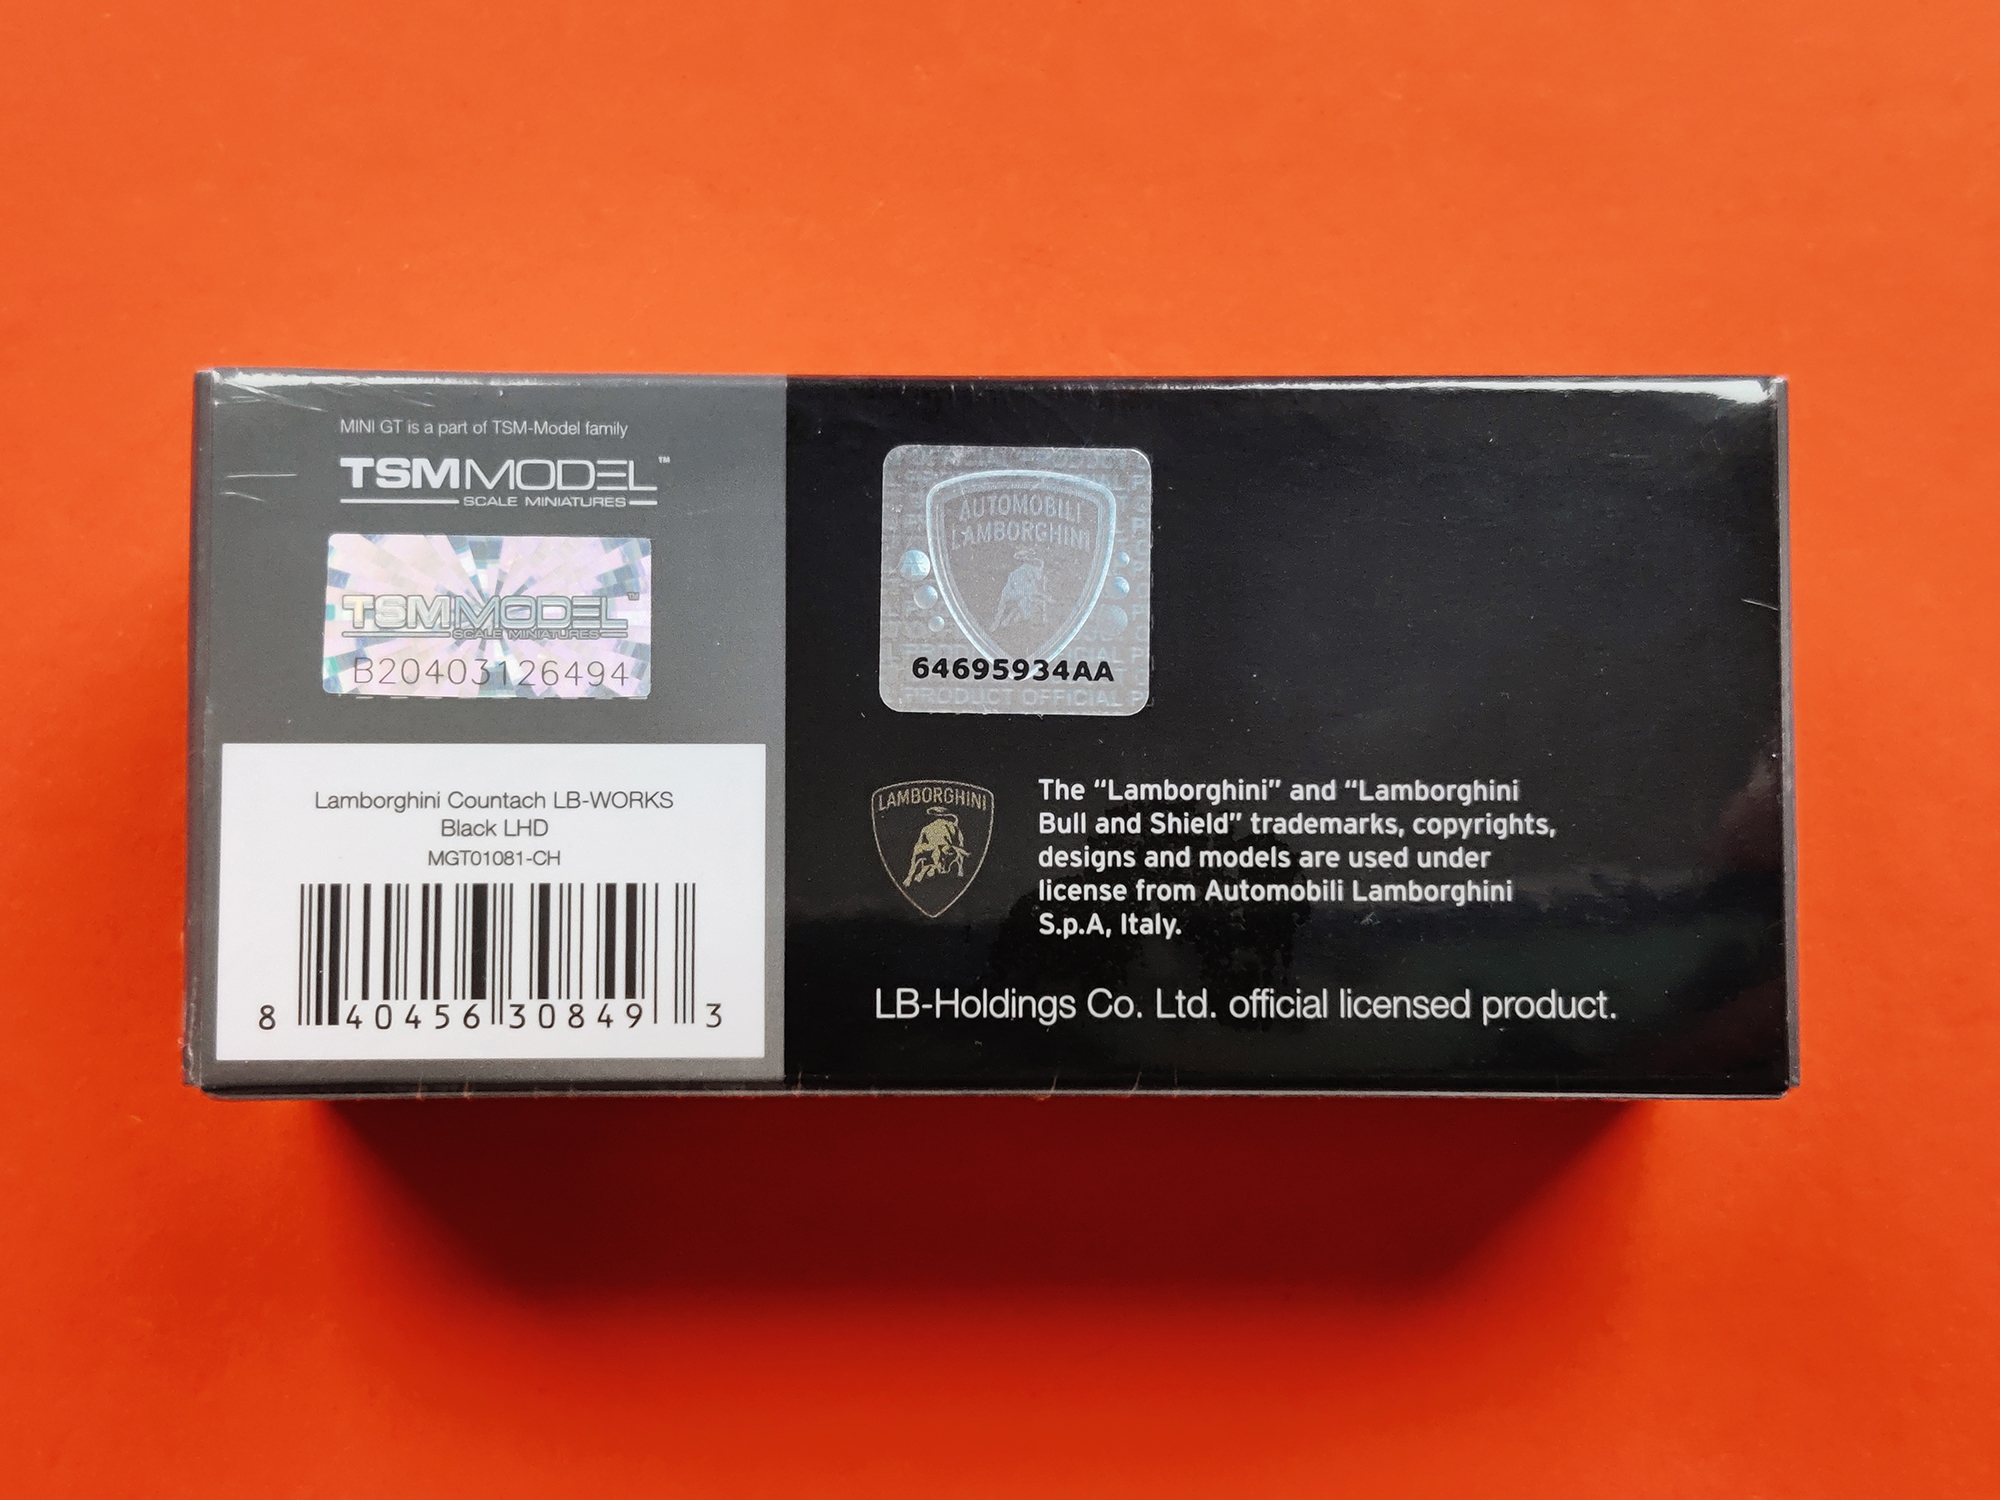 MINI GT is a part of TSM-Model family
TSMMODEL™
SCALE MINIATURES
TSMMODEL™
SCALE MINIATURES
B20403126494
Lamborghini Countach LB-WORKS
Black LHD
MGT01081-CH
8 40456 30849 3
AUTOMOBILI
LAMBORGHINI
64695934AA
PRODUCT OFFICIAL P
LAMBORGHINI
The “Lamborghini” and “Lamborghini
Bull and Shield” trademarks, copyrights,
designs and models are used under
license from Automobili Lamborghini
S.p.A, Italy.
LB-Holdings Co. Ltd. official licensed product.